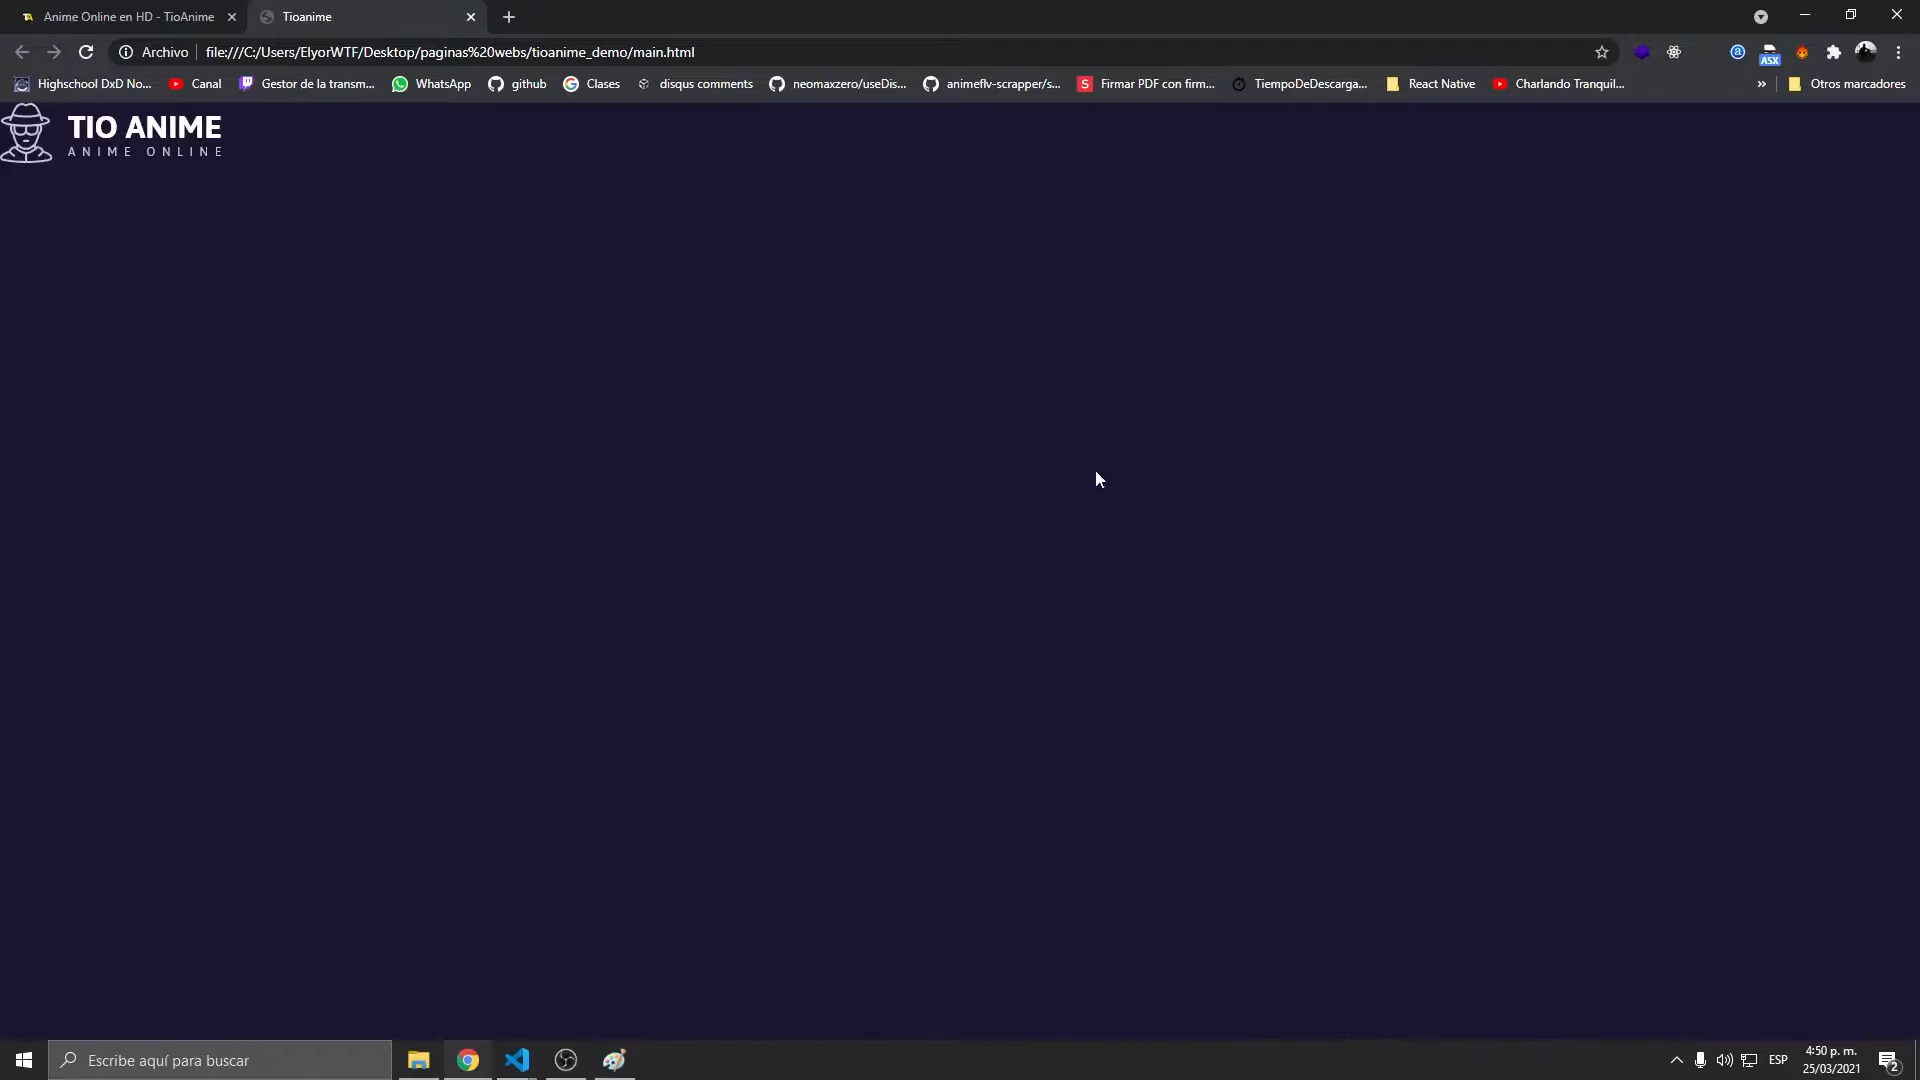 Anime Online en HD - TioAnime
Tioanime
Archivo
file:///C:/Users/ElyorWTF/Desktop/paginas%20webs/tioanime_demo/main.html
ASX
Highschool DxD No...
Canal
Gestor de la transm...
WhatsApp
github
Clases
disqus comments
neomaxzero/useDis...
animeflv-scrapper/s...
Firmar PDF con firm...
TiempoDeDescarga...
React Native
Charlando Tranquil...
»
Otros marcadores
TIO ANIME
ANIME ONLINE
Escribe aquí para buscar
ESP
4:50 p. m.
25/03/2021
2